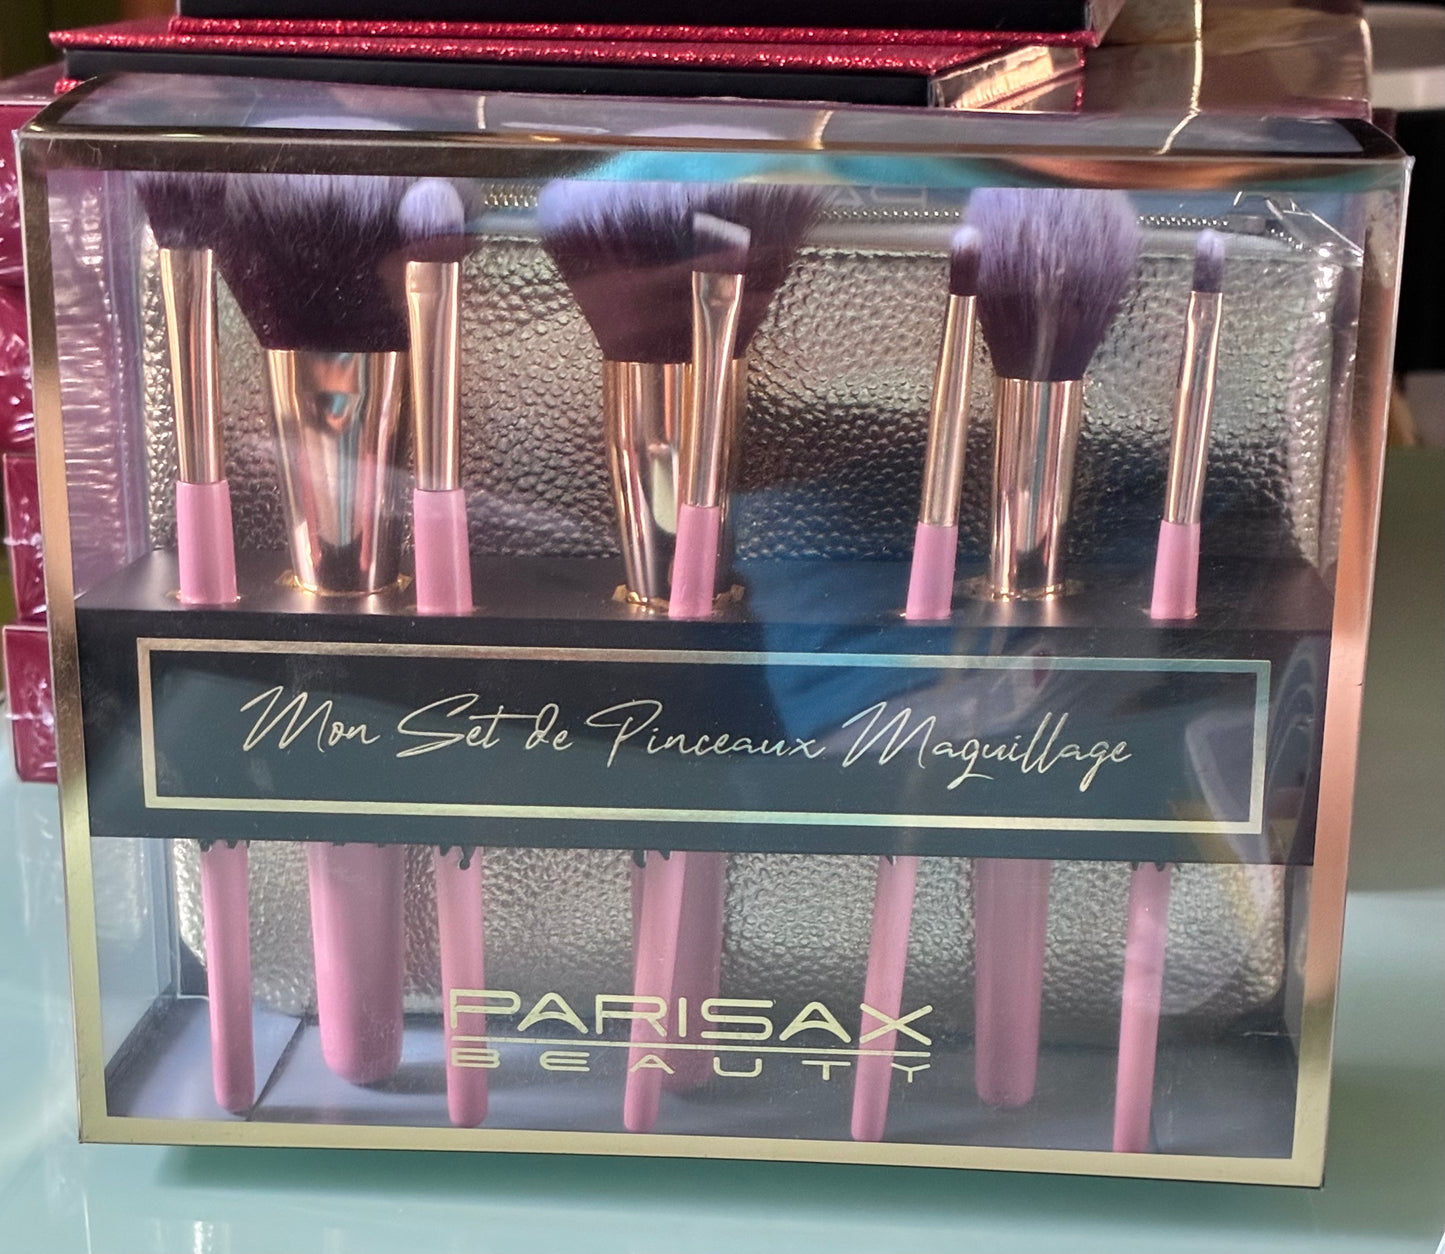 Mon Set de Pinceaux Maquillage
PARISAX
BEAUTY